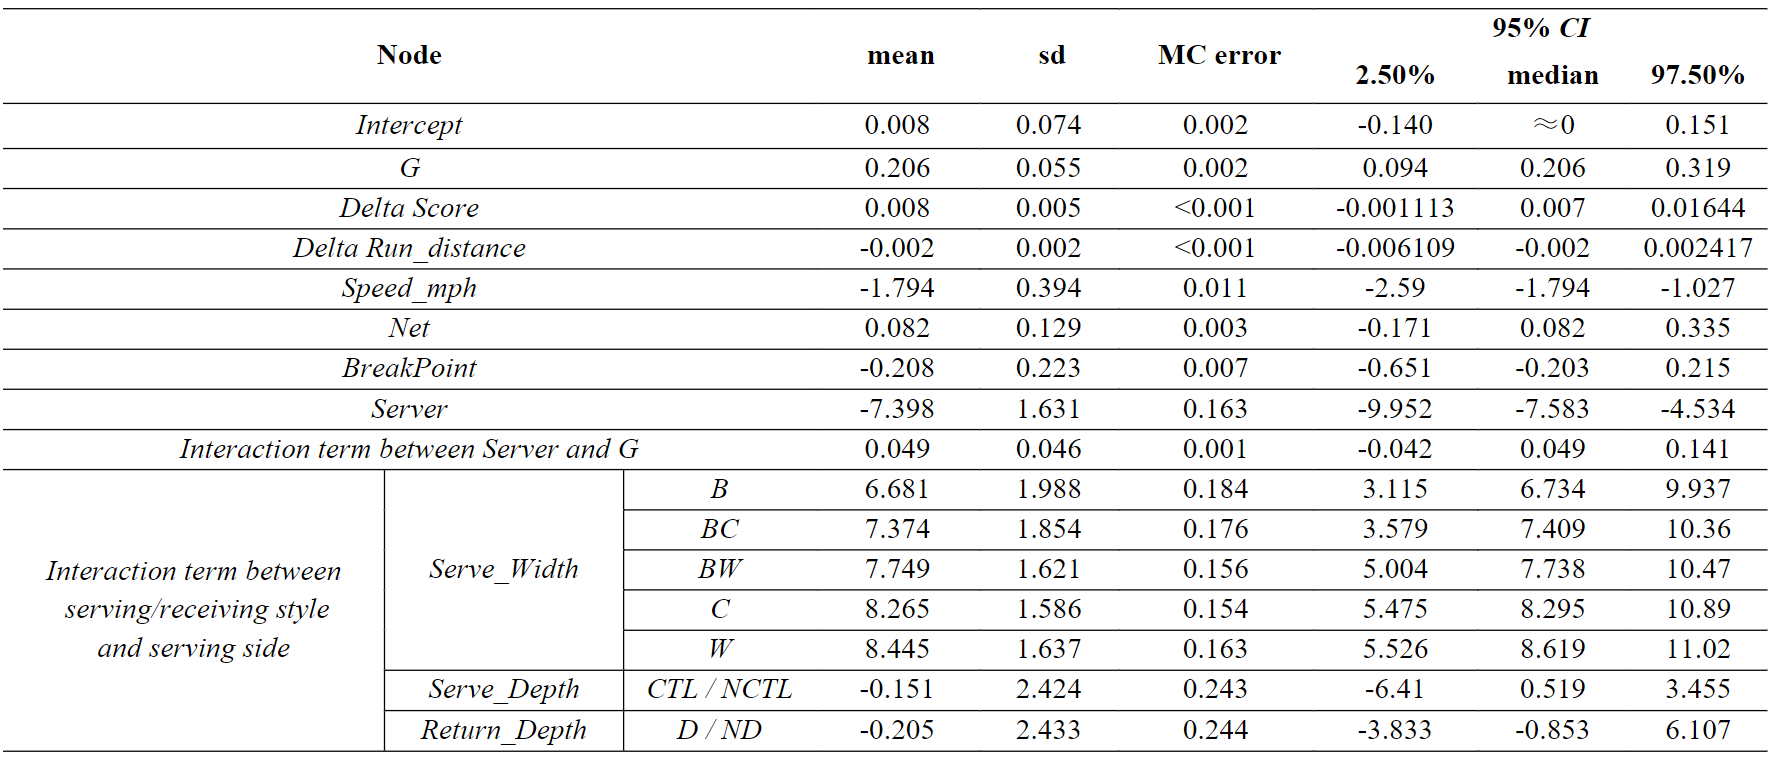 Node mean sd MC error 95% CI
2.50% median 97.50%
Intercept 0.008 0.074 0.002 -0.140 ≈0 0.151
G 0.206 0.055 0.002 0.094 0.206 0.319
Delta Score 0.008 0.005 <0.001 -0.001113 0.007 0.01644
Delta Run_distance -0.002 0.002 <0.001 -0.006109 -0.002 0.002417
Speed_mph -1.794 0.394 0.011 -2.59 -1.794 -1.027
Net 0.082 0.129 0.003 -0.171 0.082 0.335
BreakPoint -0.208 0.223 0.007 -0.651 -0.203 0.215
Server -7.398 1.631 0.163 -9.952 -7.583 -4.534
Interaction term between Server and G 0.049 0.046 0.001 -0.042 0.049 0.141
Interaction term between
serving/receiving style
and serving side
Serve_Width
B 6.681 1.988 0.184 3.115 6.734 9.937
BC 7.374 1.854 0.176 3.579 7.409 10.36
BW 7.749 1.621 0.156 5.004 7.738 10.47
C 8.265 1.586 0.154 5.475 8.295 10.89
W 8.445 1.637 0.163 5.526 8.619 11.02
Serve_Depth CTL / NCTL -0.151 2.424 0.243 -6.41 0.519 3.455
Return_Depth D / ND -0.205 2.433 0.244 -3.833 -0.853 6.107